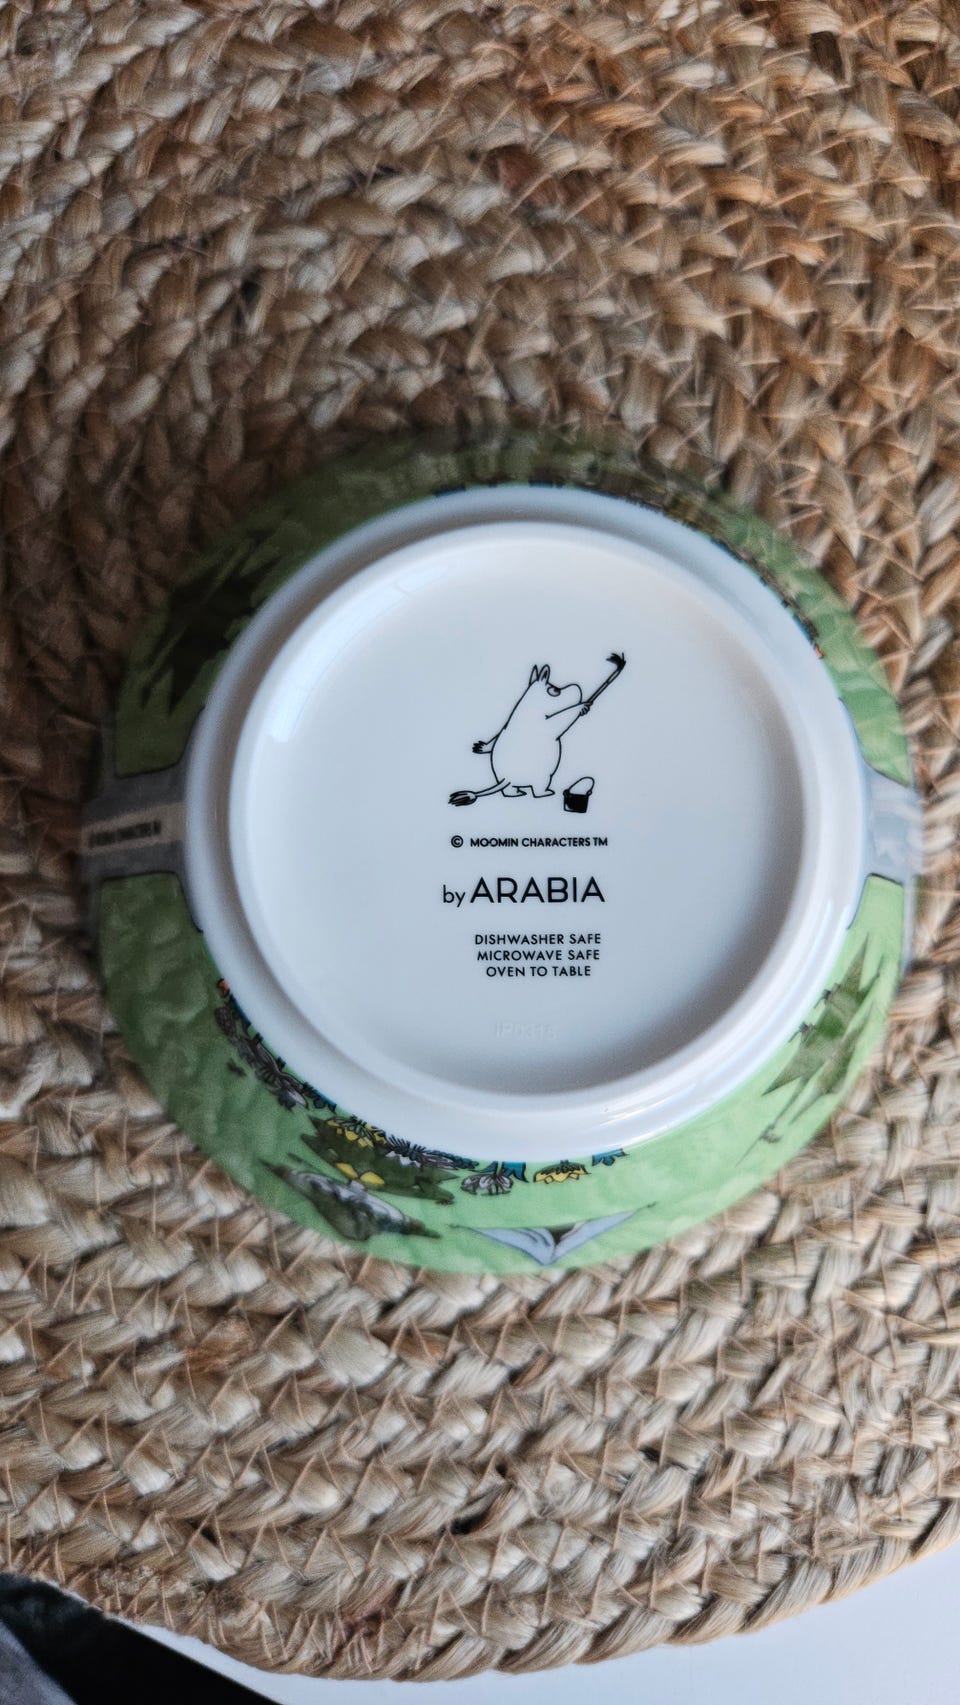 © MOOMIN CHARACTERS TM
by ARABIA
DISHWASHER SAFE
MICROWAVE SAFE
OVEN TO TABLE